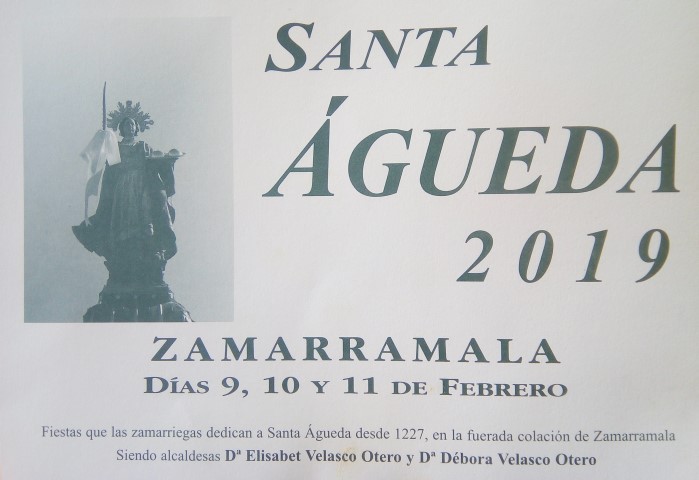 SANTA
ÁGUEDA
2019
ZAMARRAMALA
DÍAS 9, 10 Y 11 DE FEBRERO
Fiestas que las zamarriegas dedican a Santa Águeda desde 1227, en la fuerada colación de Zamarramala
Siendo alcaldesas Dª Elisabet Velasco Otero y Dª Débora Velasco Otero